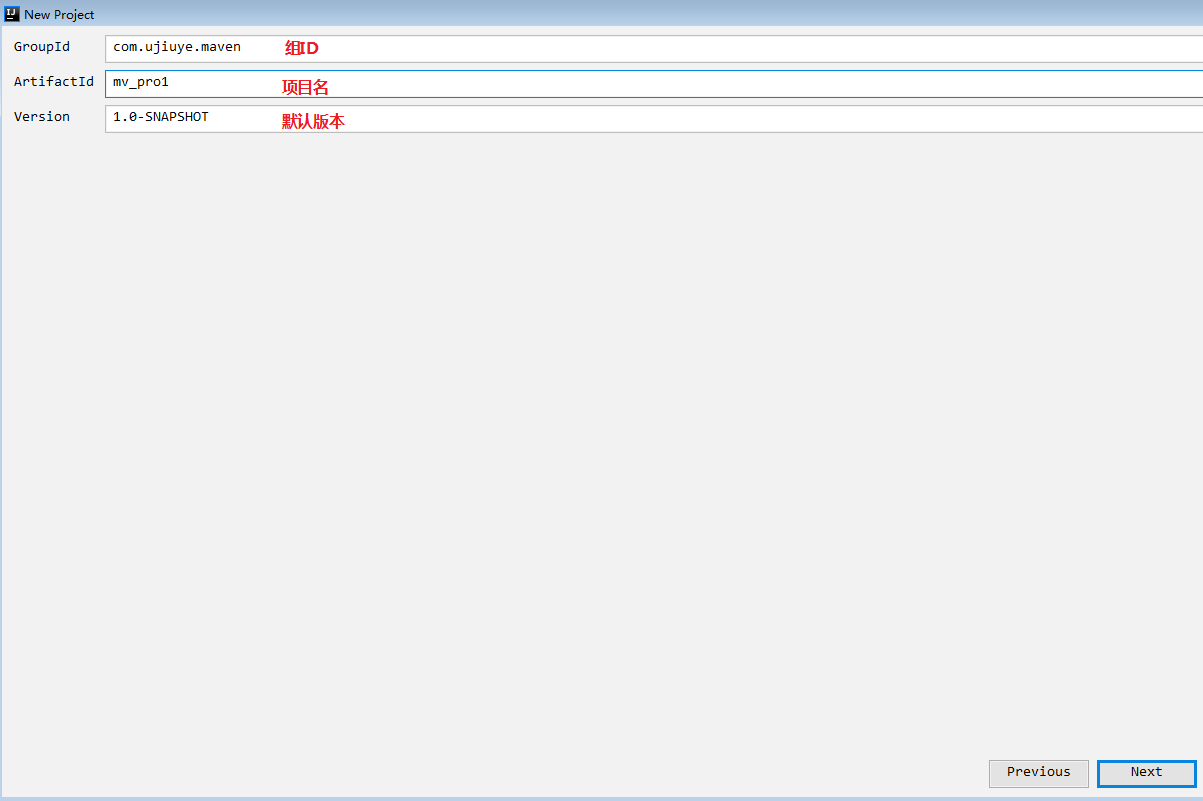 IJ New Project
GroupId com.ujiuye.maven 组ID
ArtifactId mv_pro1 项目名
Version 1.0-SNAPSHOT 默认版本
Previous Next